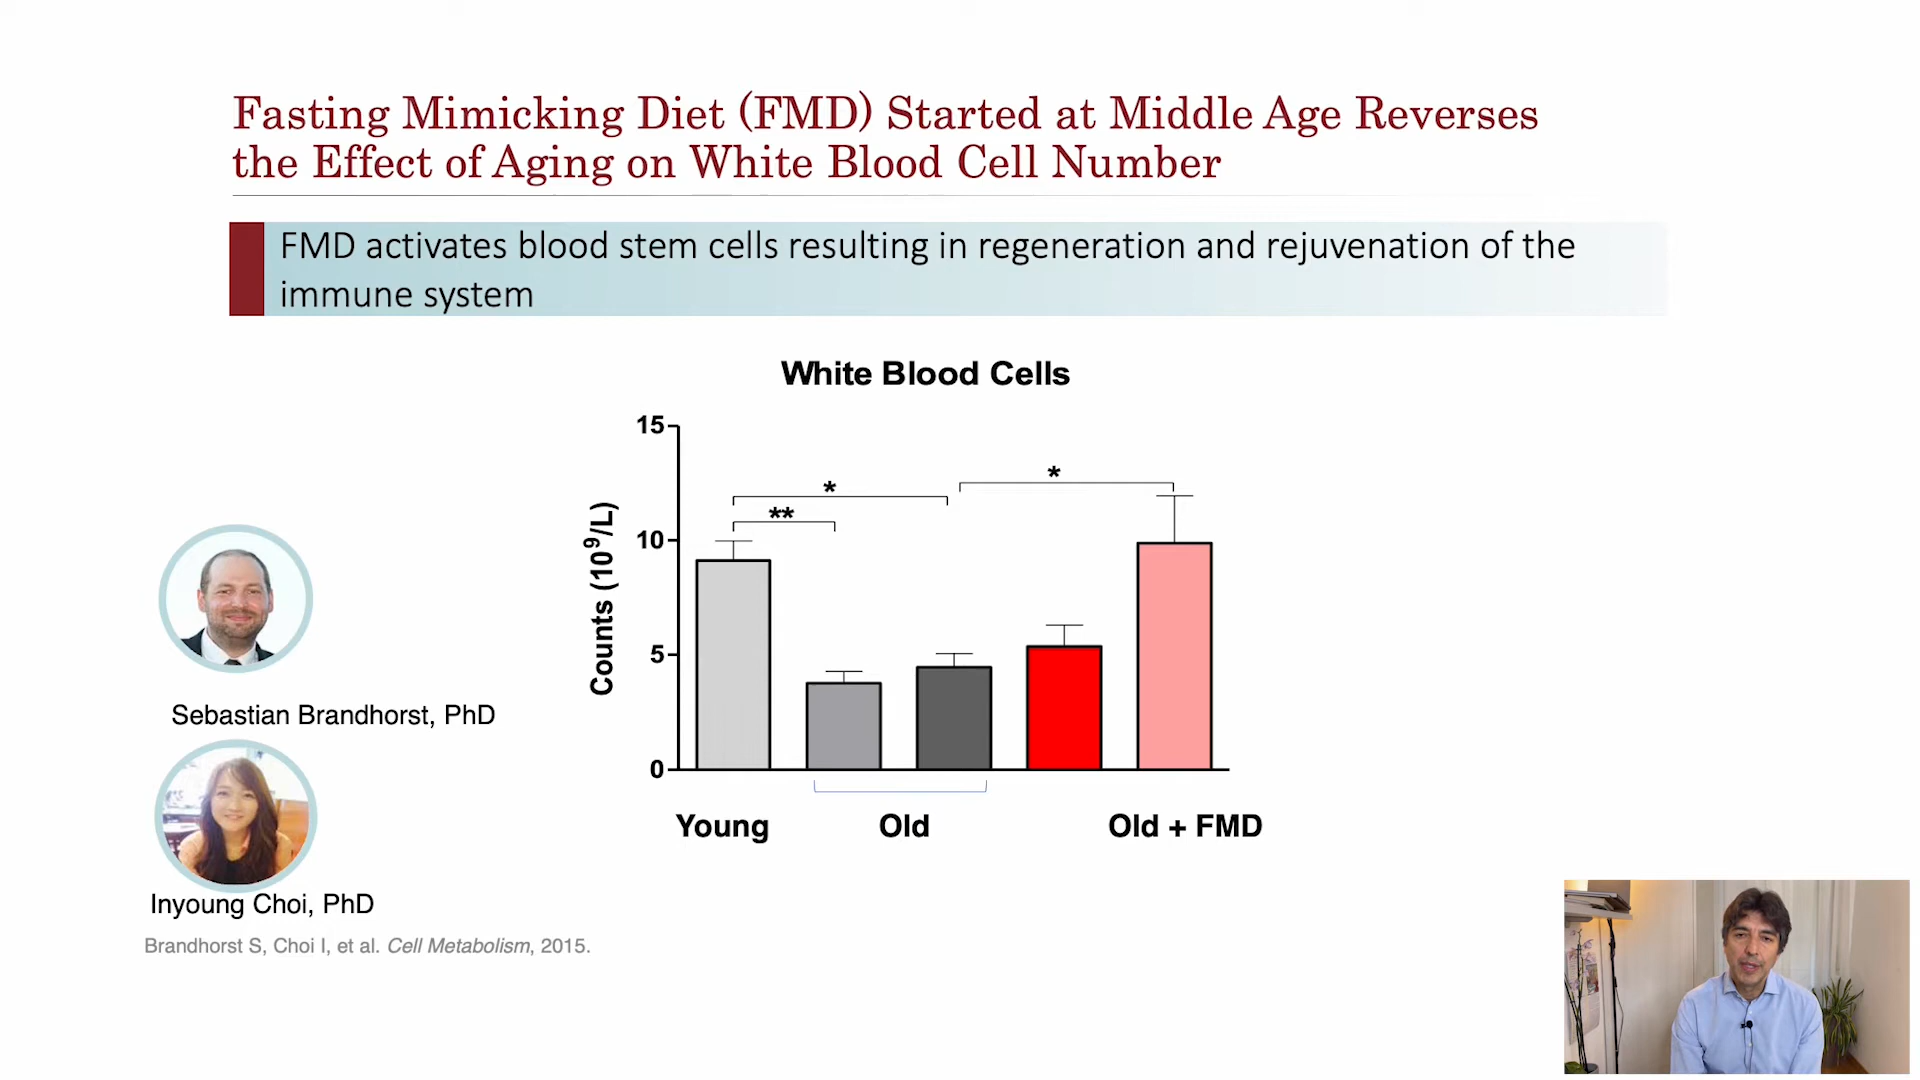 Fasting Mimicking Diet (FMD) Started at Middle Age Reverses
the Effect of Aging on White Blood Cell Number
FMD activates blood stem cells resulting in regeneration and rejuvenation of the
immune system
White Blood Cells
15
10
5
0
Counts (10⁹/L)
*
**
*
Young
Old
Old + FMD
Sebastian Brandhorst, PhD
Inyoung Choi, PhD
Brandhorst S, Choi I, et al. Cell Metabolism, 2015.